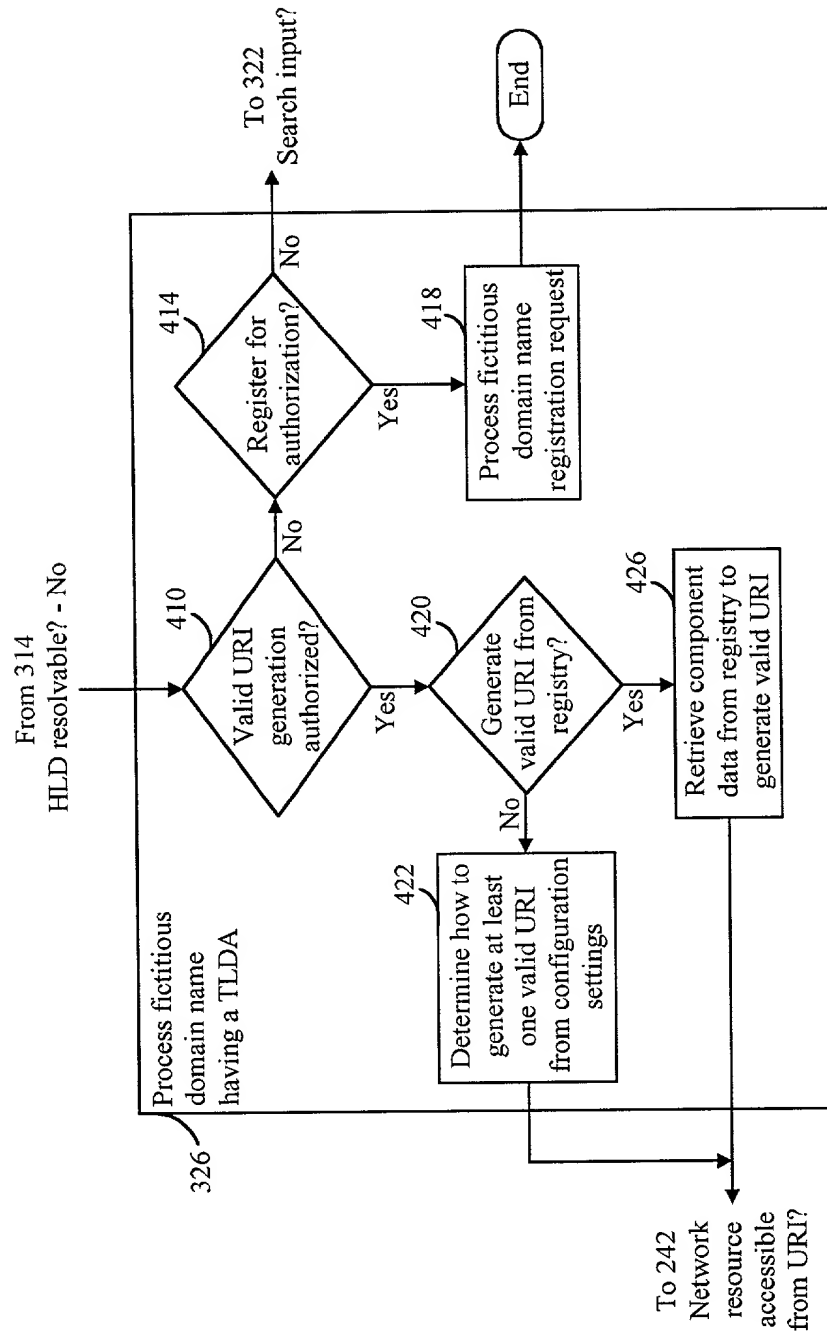 From 314
HLD resolvable? - No
326
Process fictitious
domain name
having a TLDA
410
Valid URI
generation
authorized?
No
Yes
414
Register for
authorization?
No
To 322
Search input?
Yes
418
Process fictitious
domain name
registration request
End
420
Generate
valid URI from
registry?
No
Yes
422
Determine how to
generate at least
one valid URI
from configuration
settings
426
Retrieve component
data from registry to
generate valid URI
To 242
Network
resource
accessible
from URI?